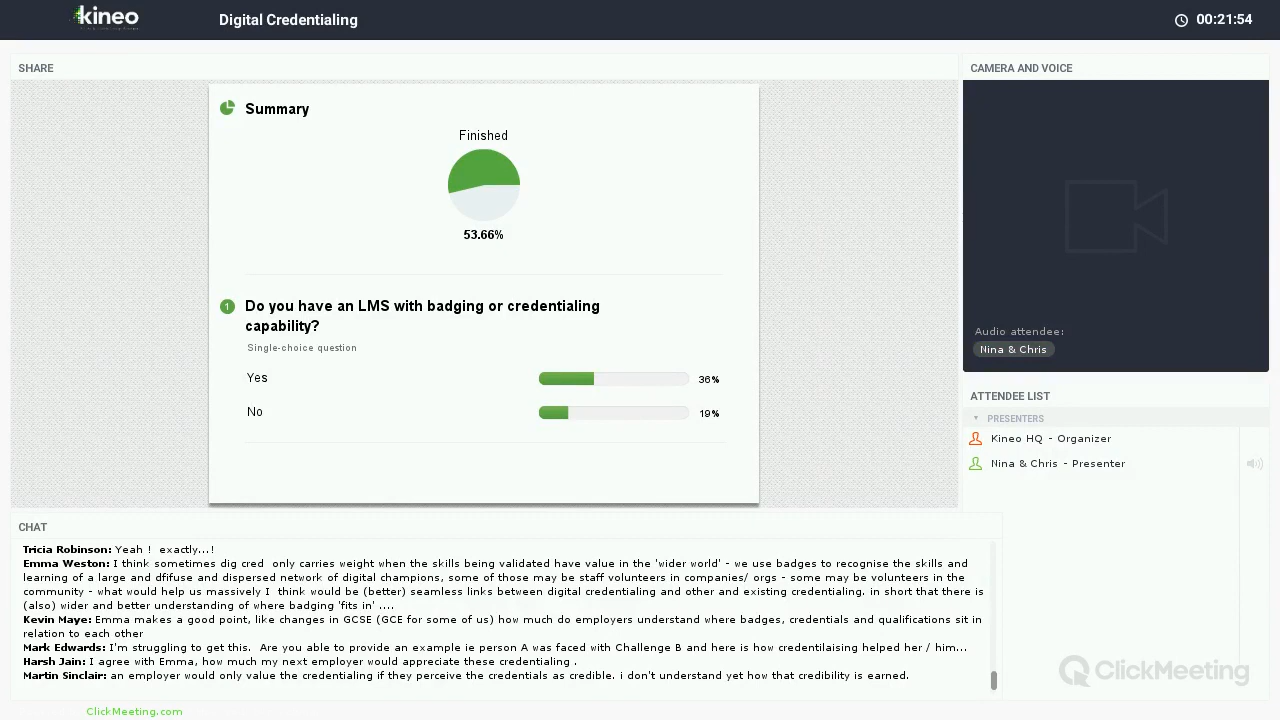 kineo
Digital Credentialing
00:21:54
SHARE
CAMERA AND VOICE
Summary
Finished
53.66%
1
Do you have an LMS with badging or credentialing
capability?
Single-choice question
Yes
36%
No
19%
Audio attendee:
Nina & Chris
ATTENDEE LIST
PRESENTERS
Kineo HQ - Organizer
Nina & Chris - Presenter
CHAT
Tricia Robinson: Yeah ! exactly...!
Emma Weston: I think sometimes dig cred only carries weight when the skills being validated have value in the 'wider world' - we use badges to recognise the skills and
learning of a large and dfifuse and dispersed network of digital champions, some of those may be staff volunteers in companies/ orgs - some may be volunteers in the
community - what would help us massively I think would be (better) seamless links between digital credentialing and other and existing credentialing. in short that there is
(also) wider and better understanding of where badging 'fits in' ....
Kevin Maye: Emma makes a good point, like changes in GCSE (GCE for some of us) how much do employers understand where badges, credentials and qualifications sit in
relation to each other
Mark Edwards: I'm struggling to get this. Are you able to provide an example ie person A was faced with Challenge B and here is how credentilaising helped her / him...
Harsh Jain: I agree with Emma, how much my next employer would appreciate these credentialing .
Martin Sinclair: an employer would only value the credentialing if they perceive the credentials as credible. i don't understand yet how that credibility is earned.
ClickMeeting
ClickMeeting.com